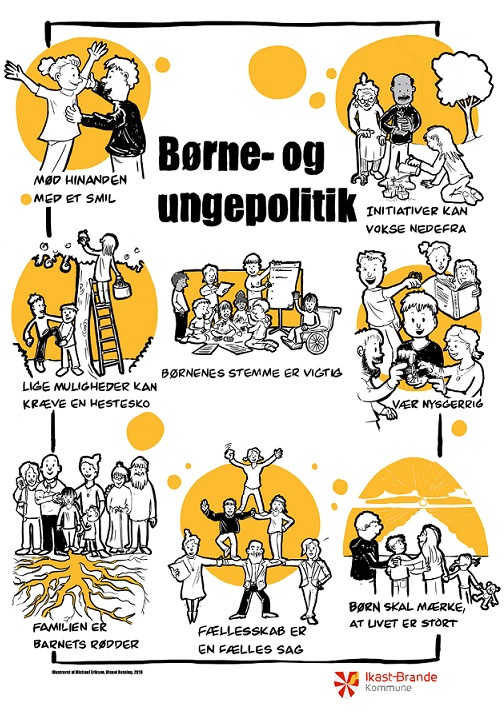 Børne- og
ungepolitik
MØD HINANDEN
MED ET SMIL
INITIATIVER KAN
VOKSE NEDEFRA
LIGE MULIGHEDER KAN
KRÆVE EN HESTESKO
BØRNENES STEMME ER VIGTIG
VÆR NYSGERRIG
FAMILIEN ER
BARNETS RØDDER
FÆLLESSKAB ER
EN FÆLLES SAG
BØRN SKAL MÆRKE,
AT LIVET ER STORT
Illustreret af Michael Eriksen, 2019
Ikast-Brande
Kommune